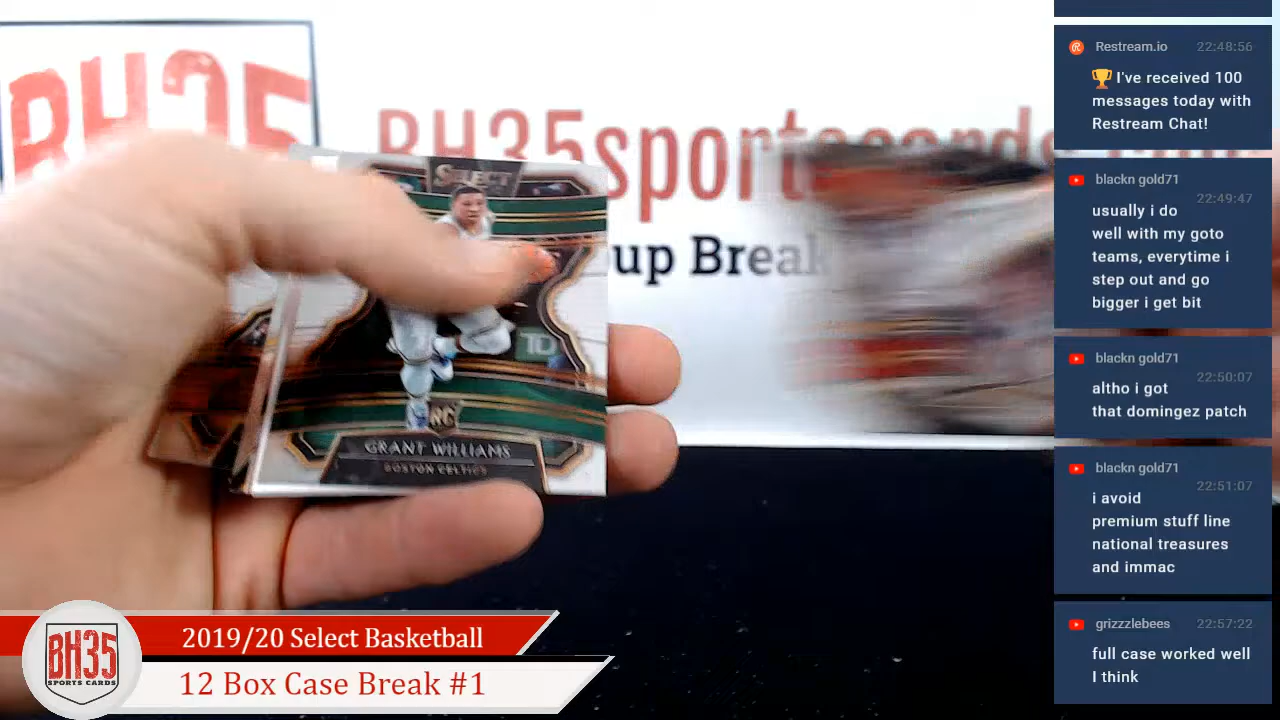 BH35
BH35sportscards
up Break
SELECT
TD
RC
GRANT WILLIAMS
BOSTON CELTICS
BH35
SPORTS CARDS
2019/20 Select Basketball
12 Box Case Break #1
Restream.io 22:48:56
🏆 I've received 100
messages today with
Restream Chat!
blackn gold71
22:49:47
usually i do
well with my goto
teams, everytime i
step out and go
bigger i get bit
blackn gold71
22:50:07
altho i got
that domingez patch
blackn gold71
22:51:07
i avoid
premium stuff line
national treasures
and immac
grizzzlebees 22:57:22
full case worked well
I think